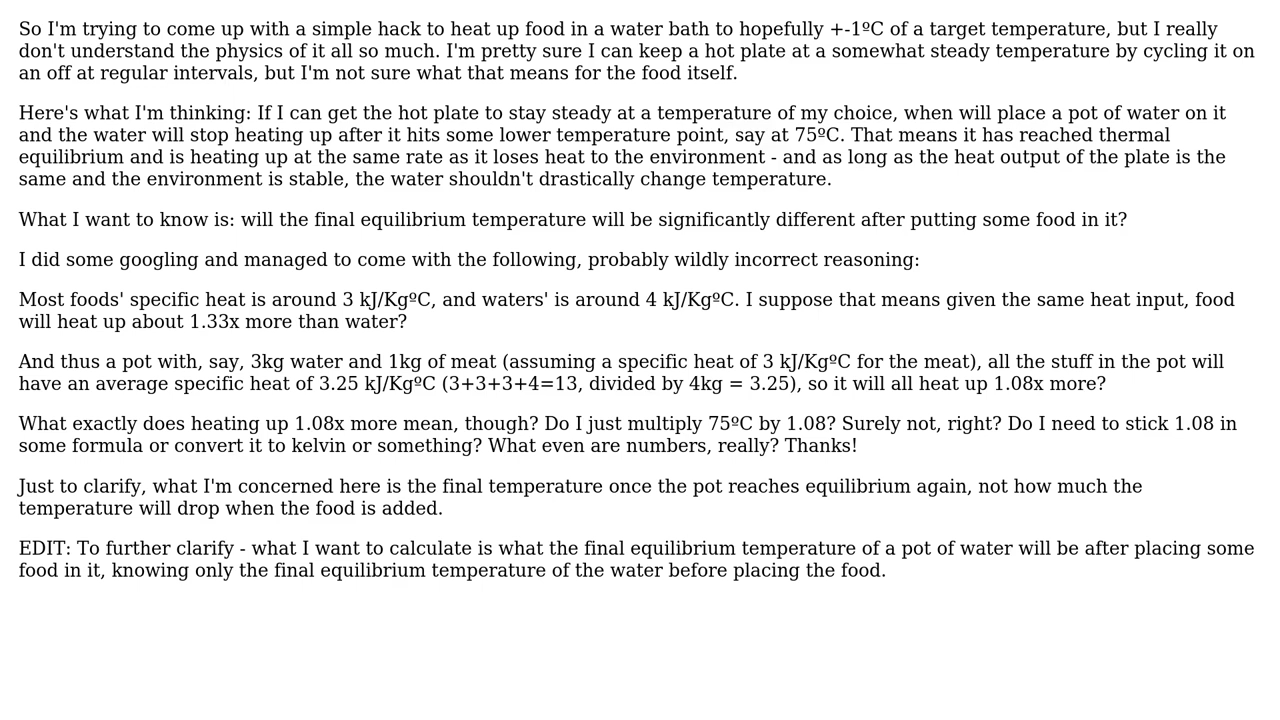 So I'm trying to come up with a simple hack to heat up food in a water bath to hopefully +-1ºC of a target temperature, but I really
don't understand the physics of it all so much. I'm pretty sure I can keep a hot plate at a somewhat steady temperature by cycling it on
an off at regular intervals, but I'm not sure what that means for the food itself.
Here's what I'm thinking: If I can get the hot plate to stay steady at a temperature of my choice, when will place a pot of water on it
and the water will stop heating up after it hits some lower temperature point, say at 75ºC. That means it has reached thermal
equilibrium and is heating up at the same rate as it loses heat to the environment - and as long as the heat output of the plate is the
same and the environment is stable, the water shouldn't drastically change temperature.
What I want to know is: will the final equilibrium temperature will be significantly different after putting some food in it?
I did some googling and managed to come with the following, probably wildly incorrect reasoning:
Most foods' specific heat is around 3 kJ/KgºC, and waters' is around 4 kJ/KgºC. I suppose that means given the same heat input, food
will heat up about 1.33x more than water?
And thus a pot with, say, 3kg water and 1kg of meat (assuming a specific heat of 3 kJ/KgºC for the meat), all the stuff in the pot will
have an average specific heat of 3.25 kJ/KgºC (3+3+3+4=13, divided by 4kg = 3.25), so it will all heat up 1.08x more?
What exactly does heating up 1.08x more mean, though? Do I just multiply 75ºC by 1.08? Surely not, right? Do I need to stick 1.08 in
some formula or convert it to kelvin or something? What even are numbers, really? Thanks!
Just to clarify, what I'm concerned here is the final temperature once the pot reaches equilibrium again, not how much the
temperature will drop when the food is added.
EDIT: To further clarify - what I want to calculate is what the final equilibrium temperature of a pot of water will be after placing some
food in it, knowing only the final equilibrium temperature of the water before placing the food.